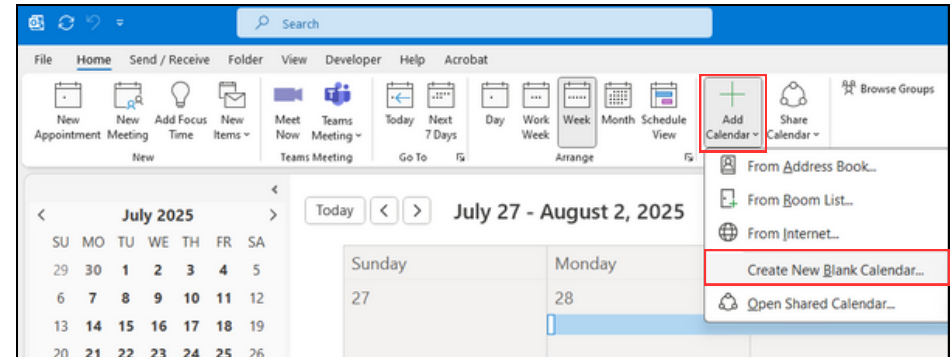 Search
File Home Send / Receive Folder View Developer Help Acrobat
New Appointment
New Meeting
Add Focus Time
New Items
New
Meet Now
Teams Meeting
Teams Meeting
Today
Next 7 Days
Go To
Day
Work Week
Week
Month
Schedule View
Arrange
Add Calendar
Share Calendar
Browse Groups
From Address Book...
From Room List...
From Internet...
Create New Blank Calendar...
Open Shared Calendar...
July 2025
SU MO TU WE TH FR SA
29 30 1 2 3 4 5
6 7 8 9 10 11 12
13 14 15 16 17 18 19
20 21 22 23 24 25 26
Today July 27 - August 2, 2025
Sunday Monday
27 28